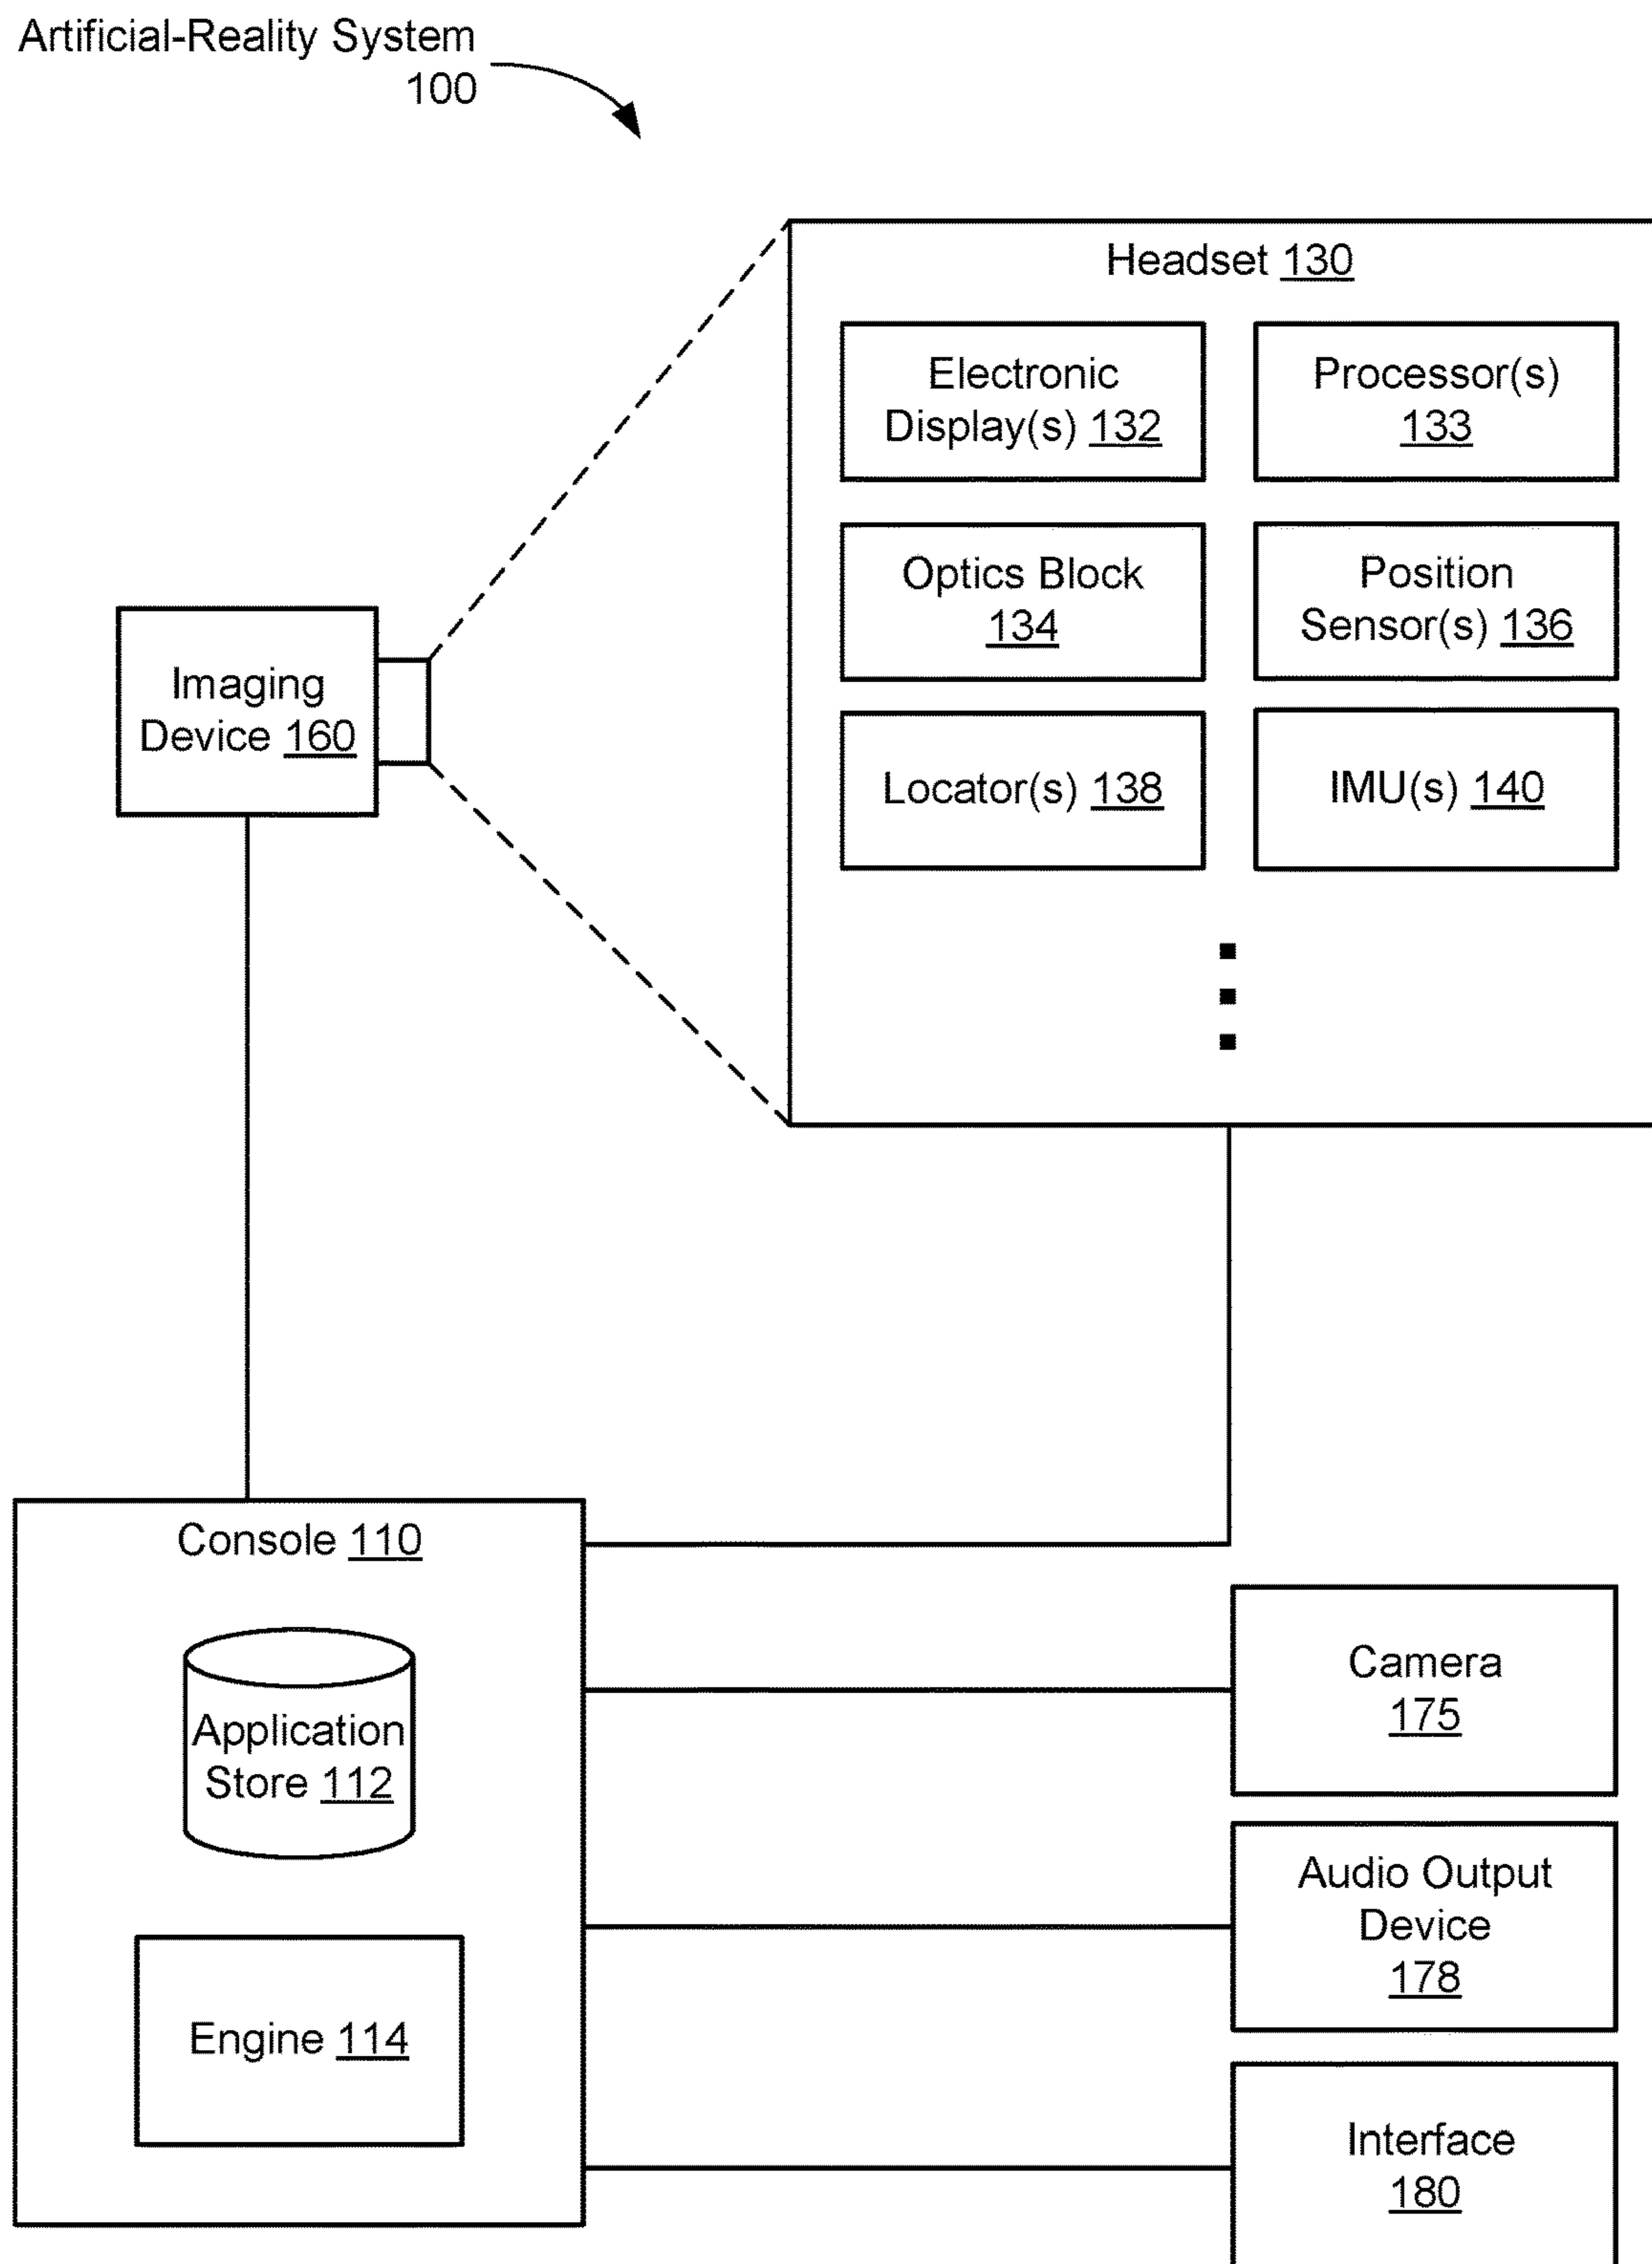 Artificial-Reality System
100
Headset 130
Electronic
Display(s) 132
Processor(s)
133
Optics Block
134
Position
Sensor(s) 136
Imaging
Device 160
Locator(s) 138
IMU(s) 140
Console 110
Application
Store 112
Engine 114
Camera
175
Audio Output
Device
178
Interface
180